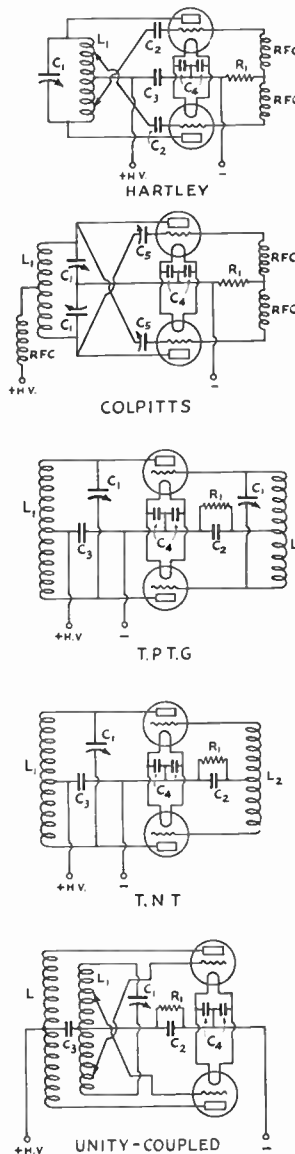 L₁
C₂
RFC
C₁
C₄
C₃
R₁
RFC
C₂
+H.V.
−
HARTLEY
C₅
RFC
L₁
C₁
R₁
C₄
C₁
C₅
RFC
RFC
+H.V.
−
COLPITTS
L₁
C₁
R₁
C₁
C₄
L
C₃
C₂
+H.V.
−
T.P.T.G
L₁
C₁
R₁
L₂
C₄
C₃
C₂
+H.V.
−
T.N.T
L
L₁
C₁
R₁
C₃
C₂
C₄
+H.V.
−
UNITY-COUPLED